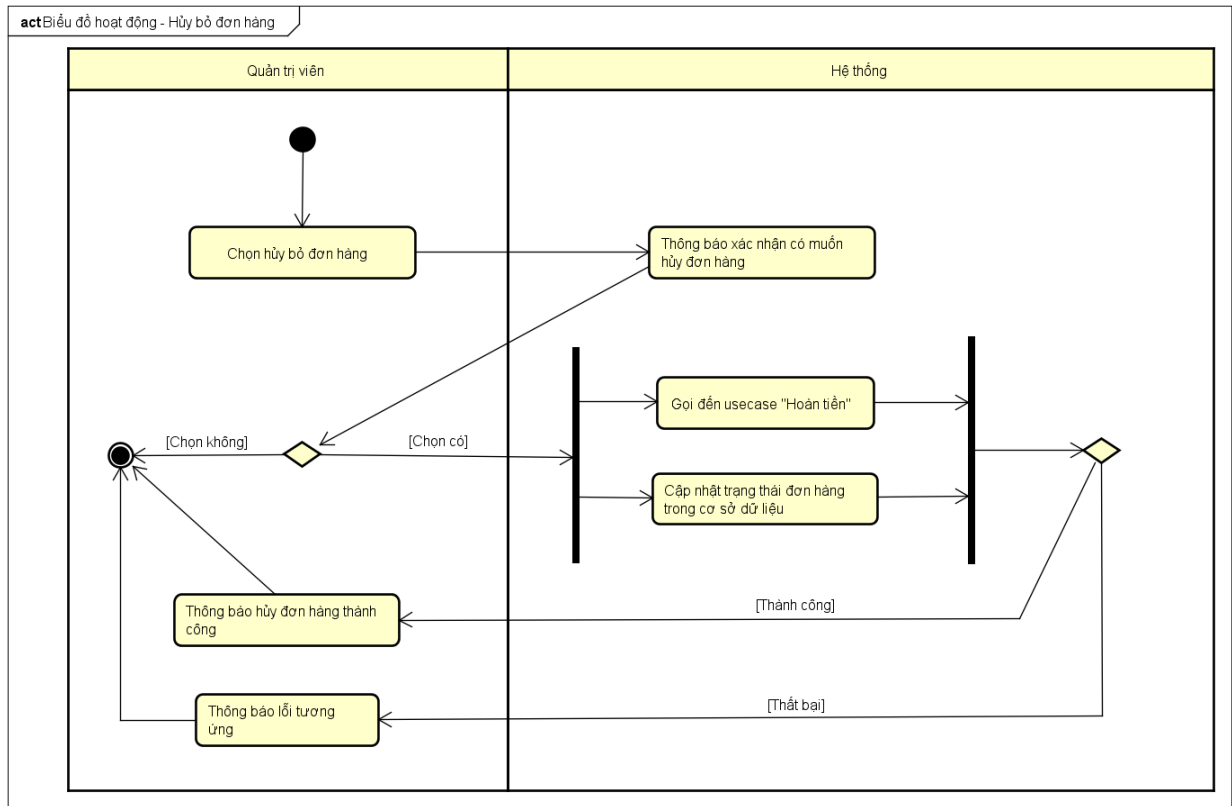 act Biểu đồ hoạt động - Hủy bỏ đơn hàng
Quản trị viên
Hệ thống
Chọn hủy bỏ đơn hàng
Thông báo xác nhận có muốn
hủy đơn hàng
Gọi đến usecase "Hoàn tiền"
[Chọn không]
[Chọn có]
Cập nhật trạng thái đơn hàng
trong cơ sở dữ liệu
Thông báo hủy đơn hàng thành
công
[Thành công]
Thông báo lỗi tương
ứng
[Thất bại]